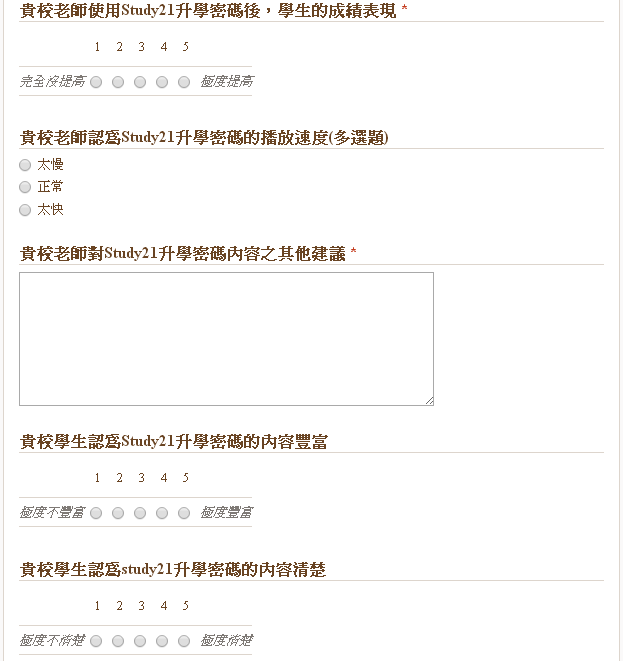 貴校老師使用Study21升學密碼後，學生的成績表現 *
1 2 3 4 5
完全沒提高 極度提高
貴校老師認為Study21升學密碼的播放速度(多選題)
太慢
正常
太快
貴校老師對Study21升學密碼內容之其他建議 *
貴校學生認為Study21升學密碼的內容豐富
1 2 3 4 5
極度不豐富 極度豐富
貴校學生認為study21升學密碼的內容清楚
1 2 3 4 5
極度不清楚 極度清楚